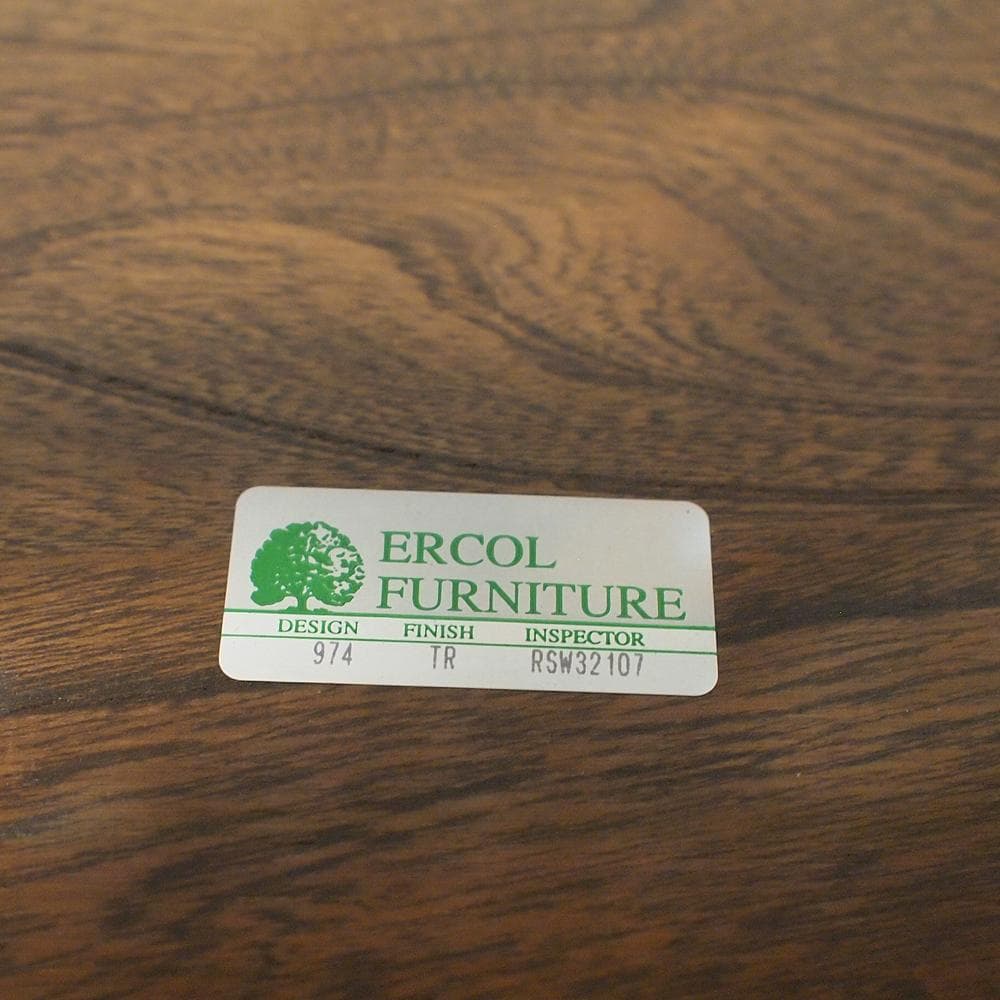 ERCOL
FURNITURE
DESIGN FINISH INSPECTOR
974 TR RSW32107